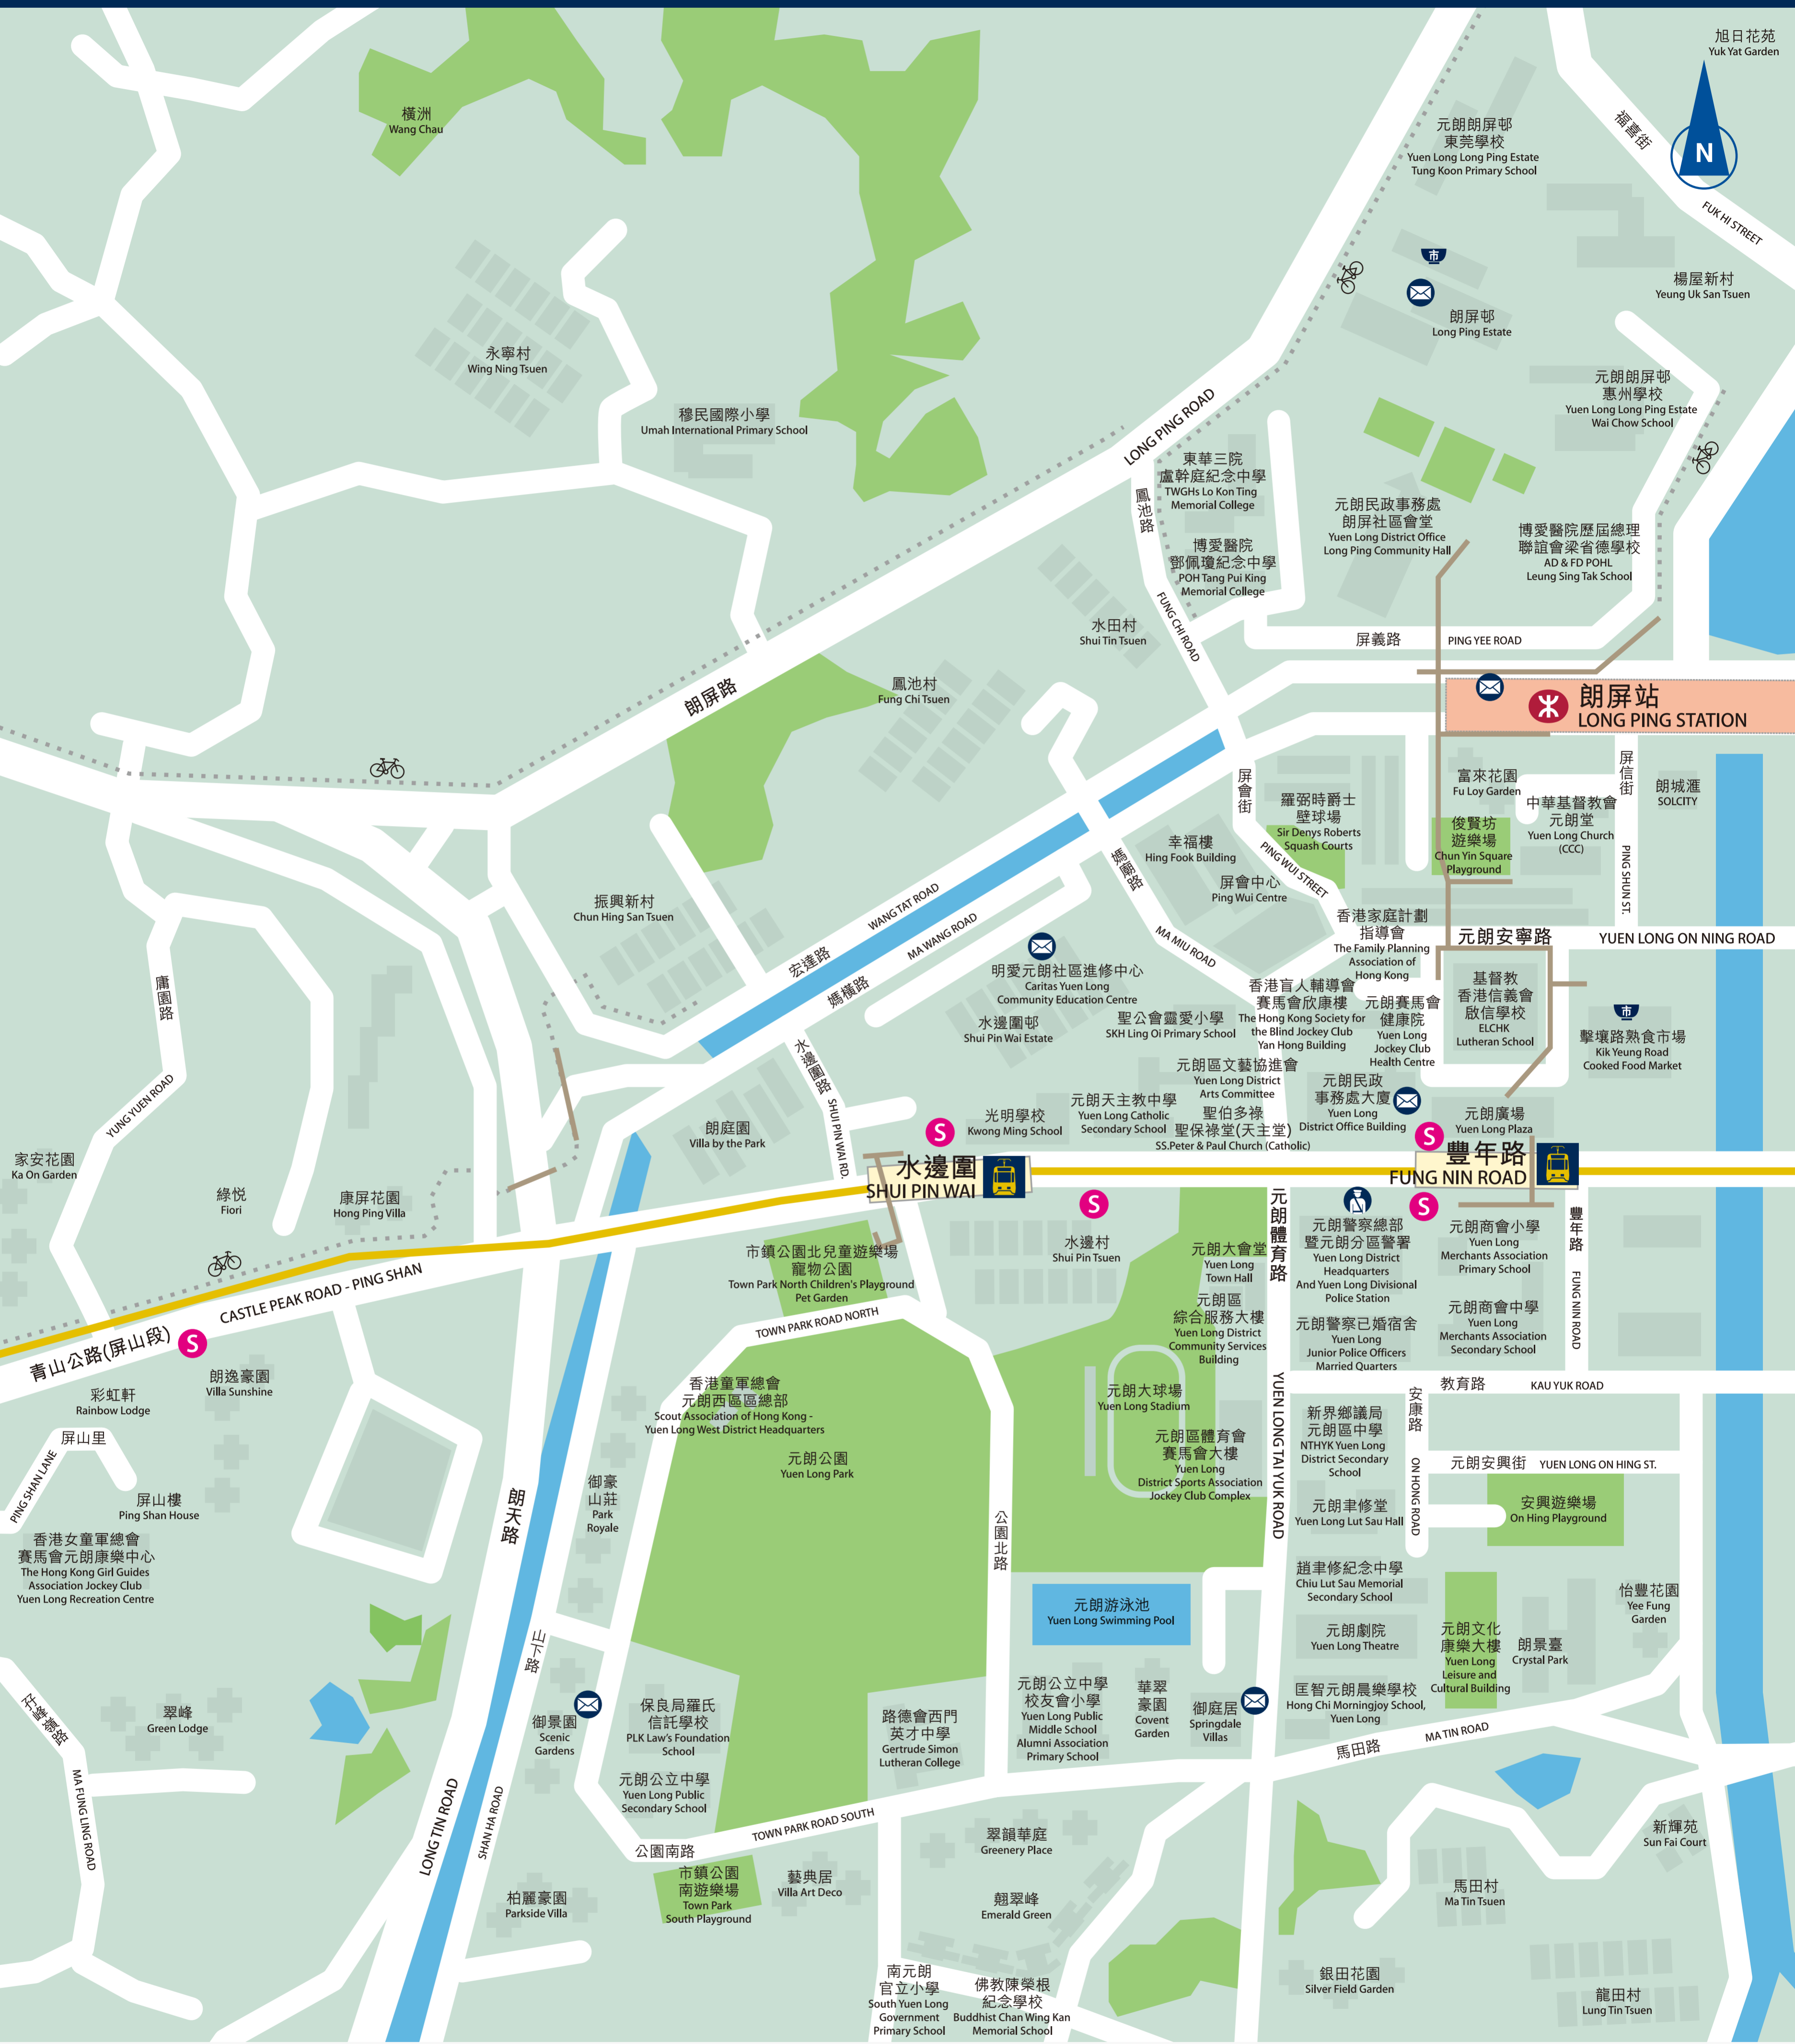 旭日花苑
Yuk Yat Garden
橫洲
Wang Chau
元朗朗屏邨
東莞學校
Yuen Long Long Ping Estate
Tung Koon Primary School
福喜街
FUK HI STREET
N
市
楊屋新村
Yeung Uk San Tsuen
朗屏邨
Long Ping Estate
永寧村
Wing Ning Tsuen
穆民國際小學
Umah International Primary School
元朗朗屏邨
惠州學校
Yuen Long Long Ping Estate
Wai Chow School
LONG PING ROAD
東華三院
盧幹庭紀念中學
TWGHs Lo Kon Ting
Memorial College
鳳池路
元朗民政事務處
朗屏社區會堂
Yuen Long District Office
Long Ping Community Hall
博愛醫院歷屆總理
聯誼會梁省德學校
AD & FD POHL
Leung Sing Tak School
博愛醫院
鄧佩瓊紀念中學
POH Tang Pui King
Memorial College
FUNG CHI ROAD
水田村
Shui Tin Tsuen
屏義路
PING YEE ROAD
朗屏路
鳳池村
Fung Chi Tsuen
朗屏站
LONG PING STATION
屏信街
屏會街
富來花園
Fu Loy Garden
朗城滙
SOLCITY
羅弼時爵士
壁球場
Sir Denys Roberts
Squash Courts
中華基督教會
元朗堂
Yuen Long Church
(CCC)
俊賢坊
遊樂場
Chun Yin Square
Playground
幸福樓
Hing Fook Building
媽廟路
PING WUI STREET
PING SHUN ST.
屏會中心
Ping Wui Centre
振興新村
Chun Hing San Tsuen
WANG TAT ROAD
宏達路
MA WANG ROAD
媽橫路
MA MIU ROAD
香港家庭計劃
指導會
The Family Planning
Association of
Hong Kong
元朗安寧路
YUEN LONG ON NING ROAD
庸園路
明愛元朗社區進修中心
Caritas Yuen Long
Community Education Centre
香港盲人輔導會
賽馬會欣康樓
The Hong Kong Society for
the Blind Jockey Club
Yan Hong Building
元朗賽馬會
健康院
Yuen Long
Jockey Club
Health Centre
基督教
香港信義會
啟信學校
ELCHK
Lutheran School
市
擊壤路熟食市場
Kik Yeung Road
Cooked Food Market
水邊圍邨
Shui Pin Wai Estate
聖公會靈愛小學
SKH Ling Oi Primary School
水邊圍路
SHUI PIN WAI RD.
元朗區文藝協進會
Yuen Long District
Arts Committee
元朗民政
事務處大廈
Yuen Long
District Office Building
YUNG YUEN ROAD
朗庭園
Villa by the Park
S
光明學校
Kwong Ming School
元朗天主教中學
Yuen Long Catholic
Secondary School
聖伯多祿
聖保祿堂(天主堂)
SS.Peter & Paul Church (Catholic)
元朗廣場
Yuen Long Plaza
S
家安花園
Ka On Garden
綠悦
Fiori
康屏花園
Hong Ping Villa
水邊圍
SHUI PIN WAI
豐年路
FUNG NIN ROAD
S
S
元朗體育路
元朗警察總部
暨元朗分區警署
Yuen Long District
Headquarters
And Yuen Long Divisional
Police Station
元朗商會小學
Yuen Long
Merchants Association
Primary School
豐年路
FUNG NIN ROAD
水邊村
Shui Pin Tsuen
元朗大會堂
Yuen Long
Town Hall
市鎮公園北兒童遊樂場
寵物公園
Town Park North Children's Playground
Pet Garden
CASTLE PEAK ROAD - PING SHAN
青山公路(屏山段)
S
TOWN PARK ROAD NORTH
元朗區
綜合服務大樓
Yuen Long District
Community Services
Building
元朗警察已婚宿舍
Yuen Long
Junior Police Officers
Married Quarters
元朗商會中學
Yuen Long
Merchants Association
Secondary School
朗逸豪園
Villa Sunshine
彩虹軒
Rainbow Lodge
香港童軍總會
元朗西區區總部
Scout Association of Hong Kong -
Yuen Long West District Headquarters
元朗大球場
Yuen Long Stadium
YUEN LONG TAI YUK ROAD
教育路
KAU YUK ROAD
安康路
ON HONG ROAD
新界鄉議局
元朗區中學
NTHYK Yuen Long
District Secondary
School
元朗區體育會
賽馬會大樓
Yuen Long
District Sports Association
Jockey Club Complex
元朗安興街
YUEN LONG ON HING ST.
屏山里
PING SHAN LANE
元朗公園
Yuen Long Park
屏山樓
Ping Shan House
御豪
山莊
Park
Royale
朗天路
元朗聿修堂
Yuen Long Lut Sau Hall
安興遊樂場
On Hing Playground
公園北路
香港女童軍總會
賽馬會元朗康樂中心
The Hong Kong Girl Guides
Association Jockey Club
Yuen Long Recreation Centre
趙聿修紀念中學
Chiu Lut Sau Memorial
Secondary School
怡豐花園
Yee Fung
Garden
元朗游泳池
Yuen Long Swimming Pool
元朗劇院
Yuen Long Theatre
元朗文化
康樂大樓
Yuen Long
Leisure and
Cultural Building
朗景臺
Crystal Park
山下路
孖峰嶺路
翠峰
Green Lodge
御景園
Scenic
Gardens
保良局羅氏
信託學校
PLK Law's Foundation
School
路德會西門
英才中學
Gertrude Simon
Lutheran College
元朗公立中學
校友會小學
Yuen Long Public
Middle School
Alumni Association
Primary School
華翠
豪園
Covent
Garden
御庭居
Springdale
Villas
匡智元朗晨樂學校
Hong Chi Morningjoy School,
Yuen Long
馬田路
MA TIN ROAD
元朗公立中學
Yuen Long Public
Secondary School
MA FUNG LING ROAD
LONG TIN ROAD
SHAN HA ROAD
TOWN PARK ROAD SOUTH
公園南路
翠韻華庭
Greenery Place
新輝苑
Sun Fai Court
市鎮公園
南遊樂場
Town Park
South Playground
藝典居
Villa Art Deco
柏麗豪園
Parkside Villa
翹翠峰
Emerald Green
馬田村
Ma Tin Tsuen
南元朗
官立小學
South Yuen Long
Government
Primary School
佛教陳榮根
紀念學校
Buddhist Chan Wing Kan
Memorial School
銀田花園
Silver Field Garden
龍田村
Lung Tin Tsuen